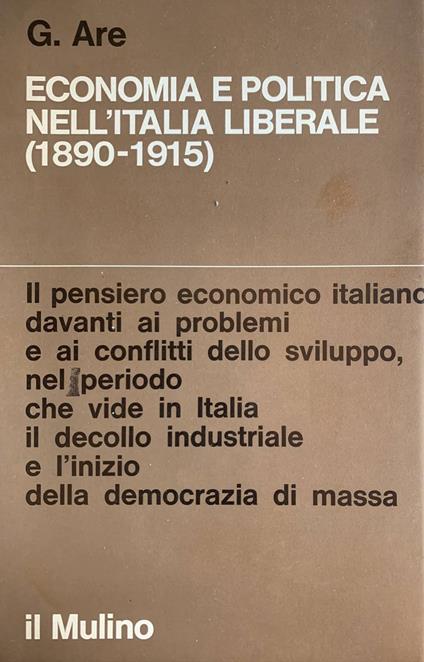 G. Are
ECONOMIA E POLITICA
NELL'ITALIA LIBERALE
(1890-1915)
Il pensiero economico italiano
davanti ai problemi
e ai conflitti dello sviluppo,
nel periodo
che vide in Italia
il decollo industriale
e l'inizio
della democrazia di massa
il Mulino